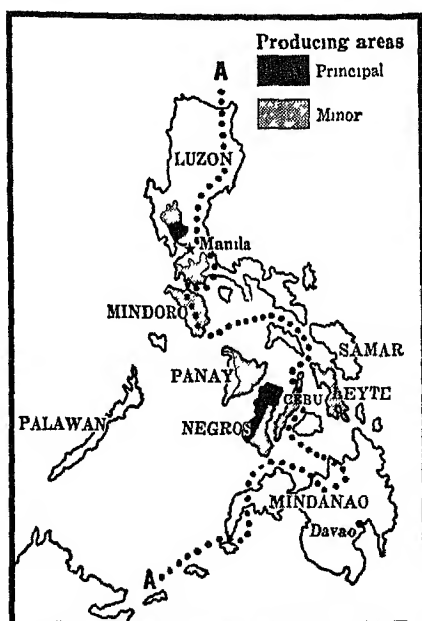 Producing areas
Principal
Minor
A
LUZON
Manila
MINDORO
SAMAR
PANAY
CEBU
LEYTE
PALAWAN
NEGROS
MINDANAO
Davao
A